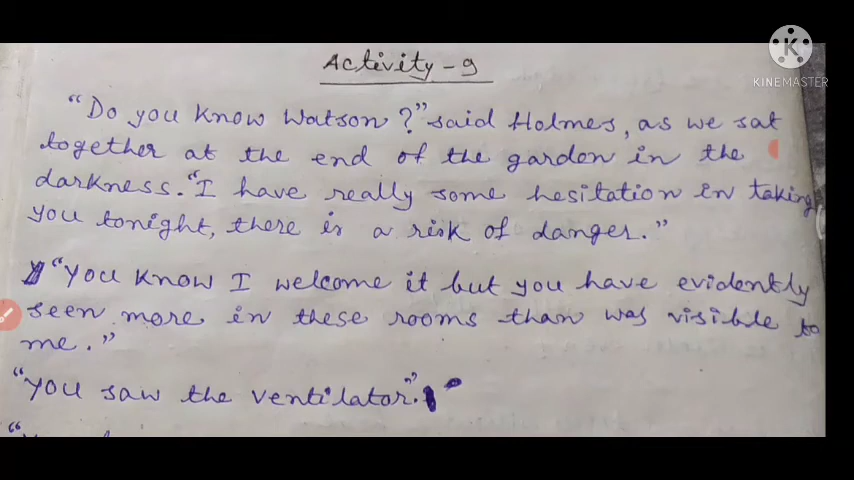 KINEMASTER
Activity-9
"Do you know Watson?" said Holmes, as we sat
together at the end of the garden in the
darkness. "I have really some hesitation in taking
you tonight, there is a risk of danger."
"You know I welcome it but you have evidently
seen more in these rooms than was visible to
me."
"You saw the ventilator".